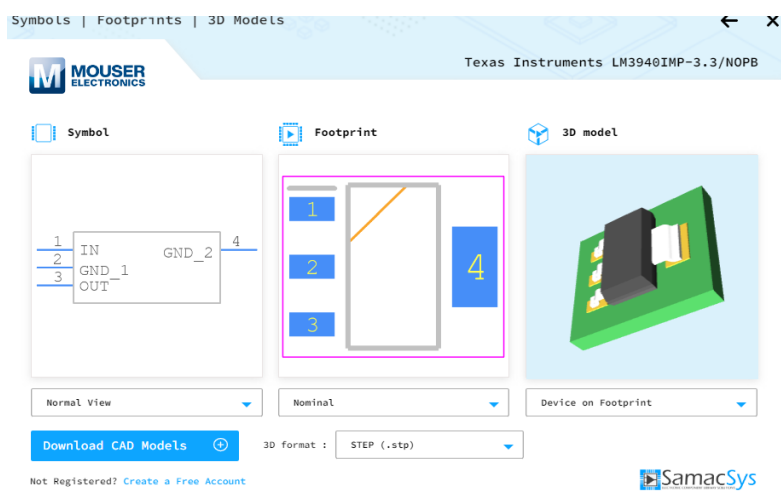 Symbols | Footprints | 3D Models
MOUSER
ELECTRONICS
Texas Instruments LM3940IMP-3.3/NOPB
Symbol
Footprint
3D model
1
IN
2
GND_1
3
OUT
GND_2
4
1
2
3
4
Normal View
Nominal
Device on Footprint
Download CAD Models
3D format :
STEP (.stp)
Not Registered? Create a Free Account
SamacSys